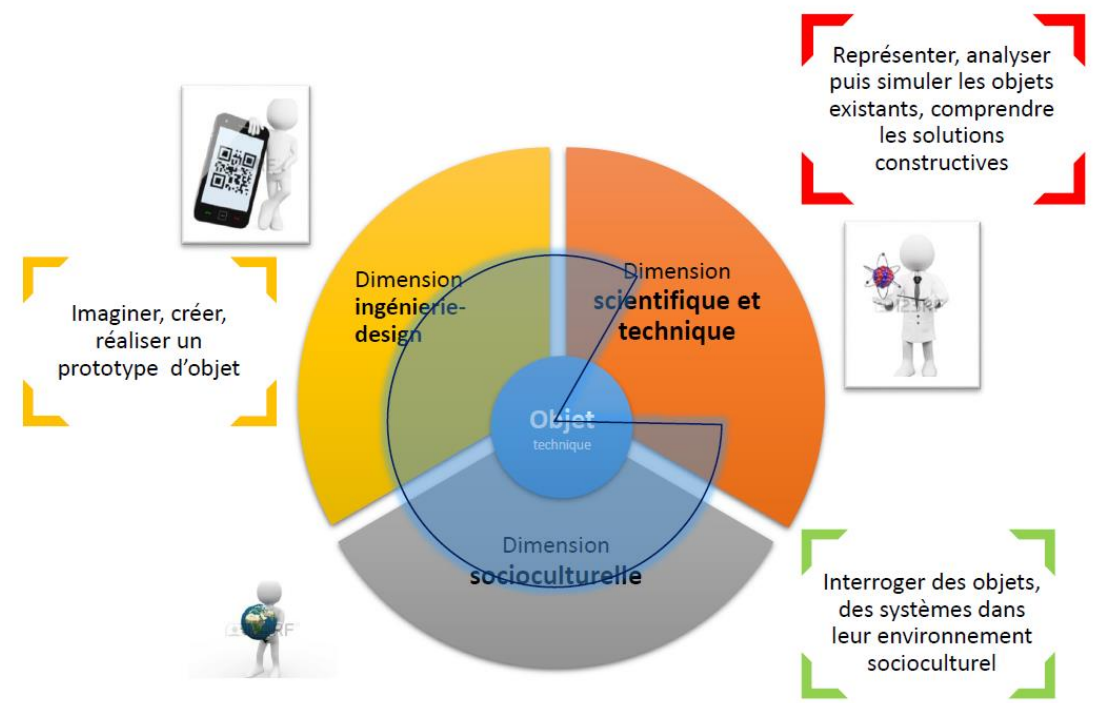 Représenter, analyser
puis simuler les objets
existants, comprendre
les solutions
constructives
Imaginer, créer,
réaliser un
prototype d'objet
Dimension
ingénierie-
design
Dimension
scientifique et
technique
Objet
technique
Dimension
socioculturelle
Interroger des objets,
des systèmes dans
leur environnement
socioculturel